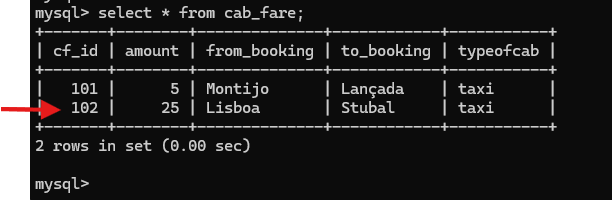 mysql> select * from cab_fare;
+-------+--------+--------------+------------+-----------+
| cf_id | amount | from_booking | to_booking | typeofcab |
+-------+--------+--------------+------------+-----------+
|   101 |      5 | Montijo      | Lançada    | taxi      |
|   102 |     25 | Lisboa       | Stubal     | taxi      |
+-------+--------+--------------+------------+-----------+
2 rows in set (0.00 sec)
mysql>